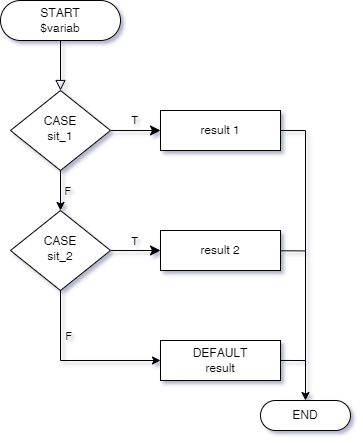 START
$variab
CASE
sit_1
T
result 1
F
CASE
sit_2
T
result 2
F
DEFAULT
result
END